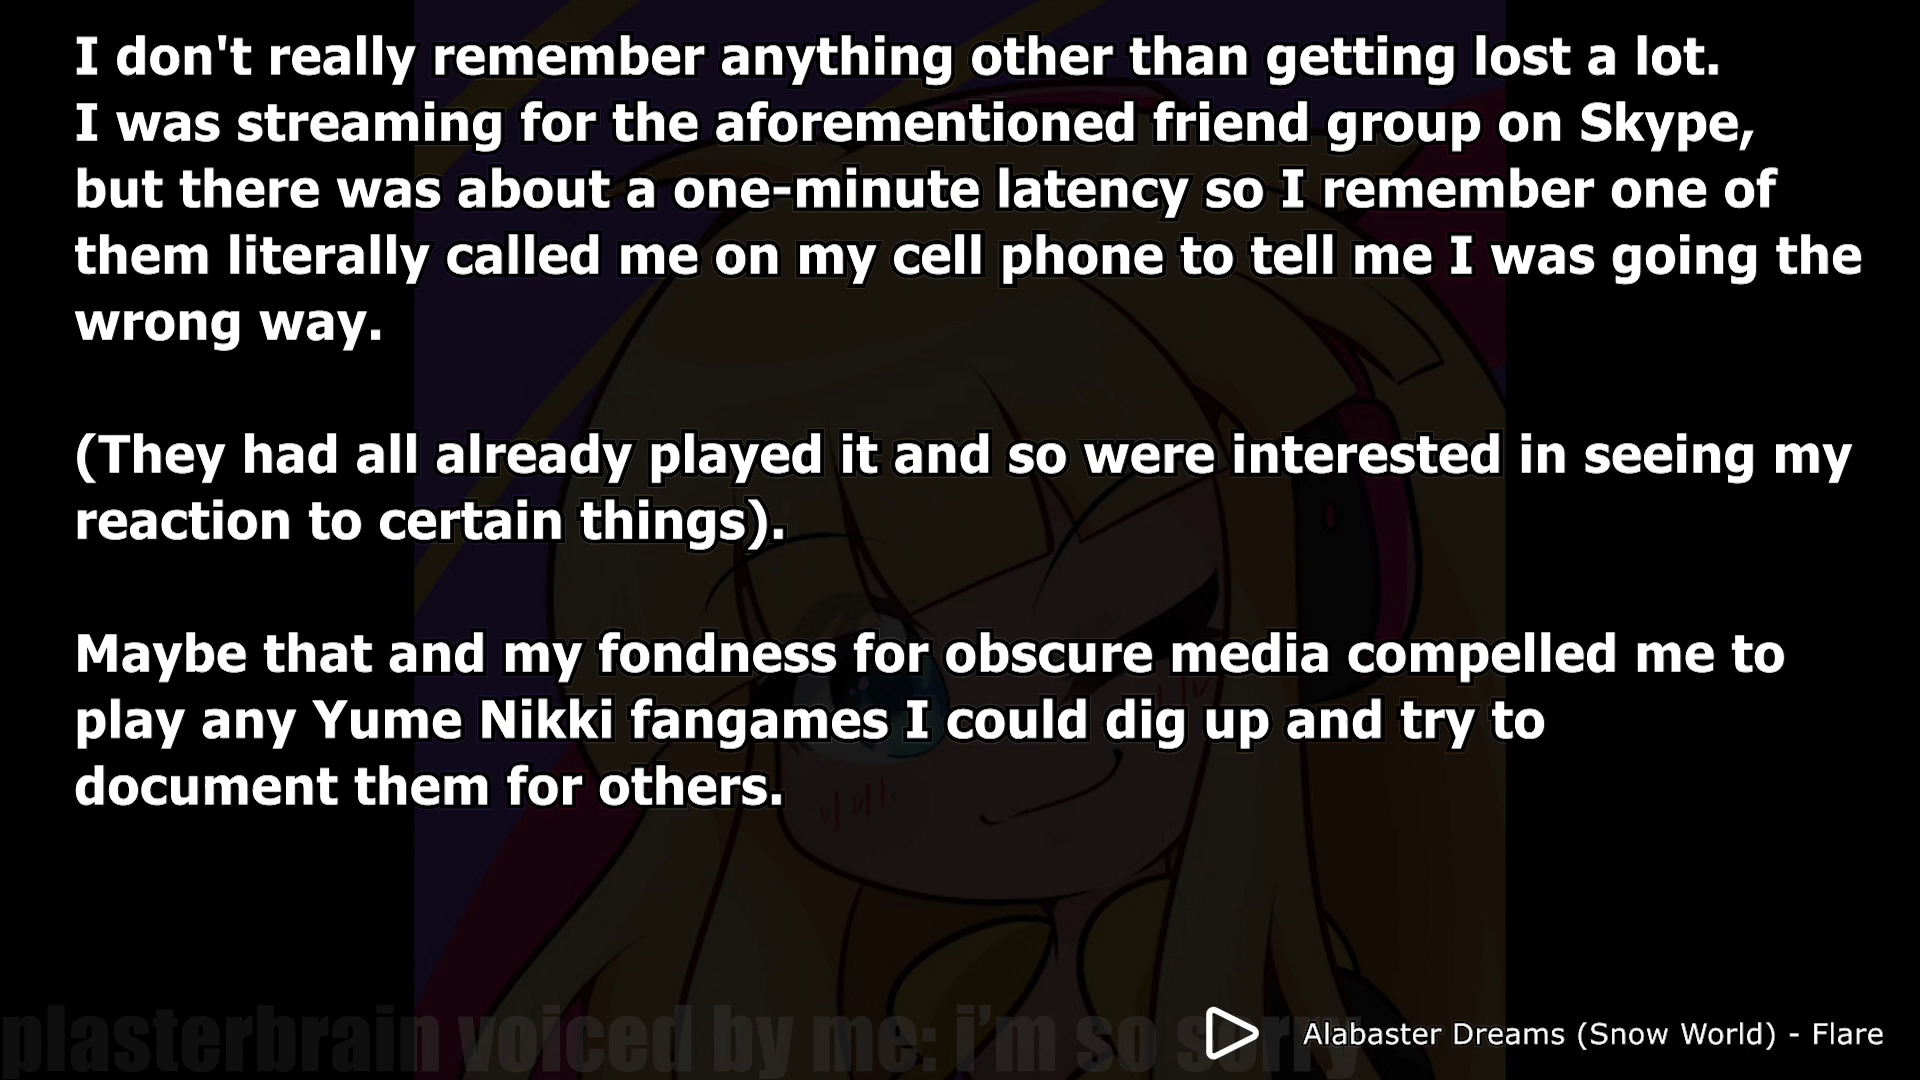 I don't really remember anything other than getting lost a lot.
I was streaming for the aforementioned friend group on Skype,
but there was about a one-minute latency so I remember one of
them literally called me on my cell phone to tell me I was going the
wrong way.
(They had all already played it and so were interested in seeing my
reaction to certain things).
Maybe that and my fondness for obscure media compelled me to
play any Yume Nikki fangames I could dig up and try to
document them for others.
plasterbrain voiced by me: i'm so sorry
Alabaster Dreams (Snow World) - Flare